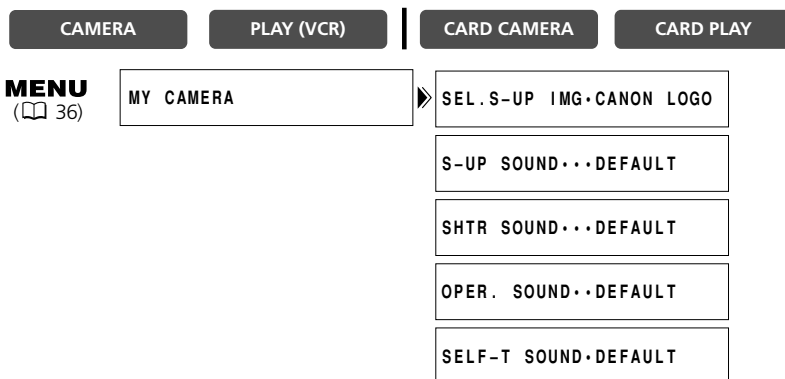 CAMERA PLAY (VCR) CARD CAMERA CARD PLAY
MENU MY CAMERA SEL.S-UP IMG•CANON LOGO
(📖 36)
S-UP SOUND•••DEFAULT
SHTR SOUND•••DEFAULT
OPER. SOUND••DEFAULT
SELF-T SOUND•DEFAULT